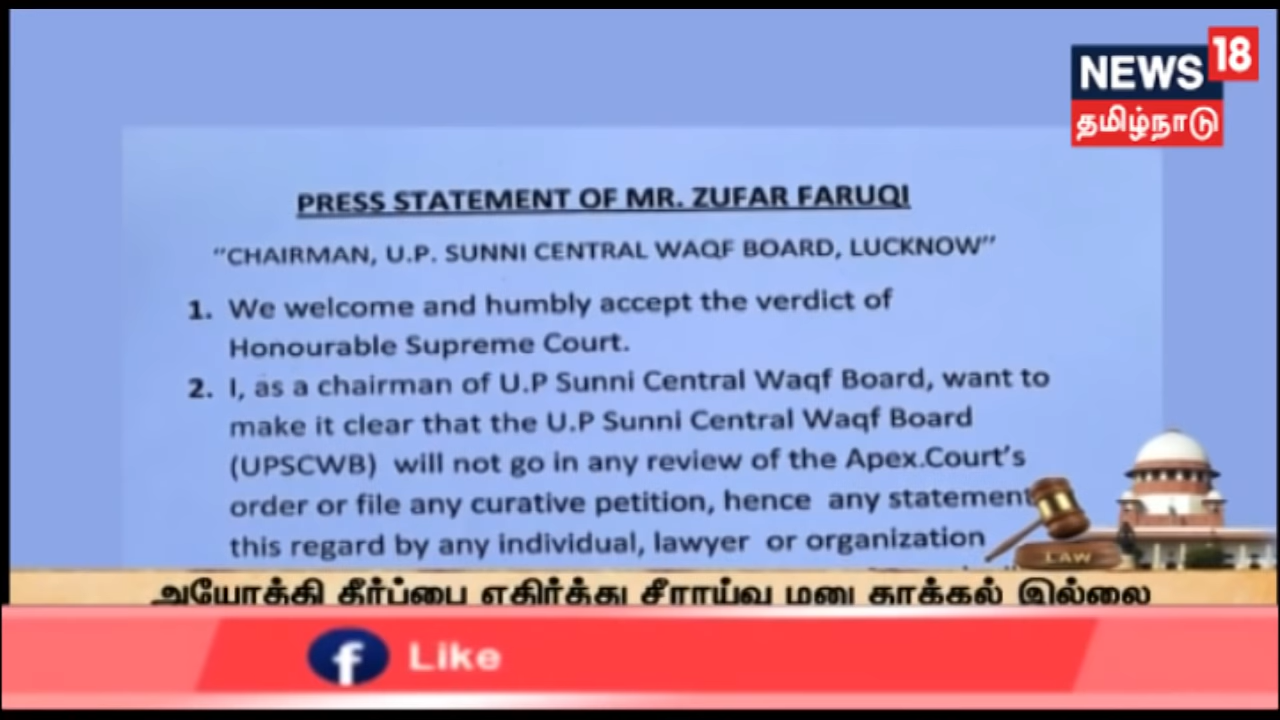 NEWS 18
தமிழ்நாடு
PRESS STATEMENT OF MR. ZUFAR FARUQI
"CHAIRMAN, U.P. SUNNI CENTRAL WAQF BOARD, LUCKNOW"
1. We welcome and humbly accept the verdict of
Honourable Supreme Court.
2. I, as a chairman of U.P Sunni Central Waqf Board, want to
make it clear that the U.P Sunni Central Waqf Board
(UPSCWB) will not go in any review of the Apex.Court's
order or file any curative petition, hence any statement
this regard by any individual, lawyer or organization
LAW
அயோத்தி தீர்ப்பை எதிர்த்து சீராய்வு மனு தாக்கல் இல்லை
f Like